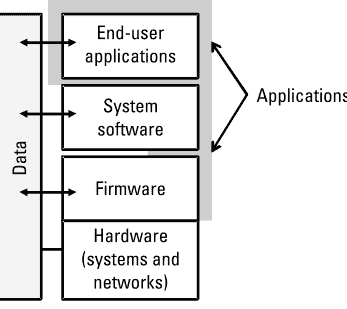 End-user
applications
System
software
Applications
Data
Firmware
Hardware
(systems and
networks)